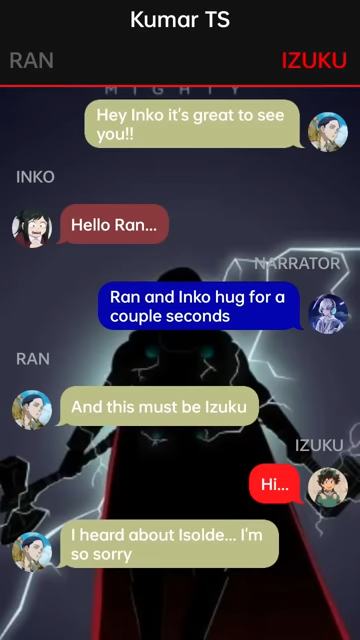 Kumar TS
RAN
IZUKU
MIGHTY
Hey Inko it's great to see
you!!
INKO
Hello Ran...
NARRATOR
Ran and Inko hug for a
couple seconds
RAN
And this must be Izuku
IZUKU
Hi...
I heard about Isolde... I'm
so sorry